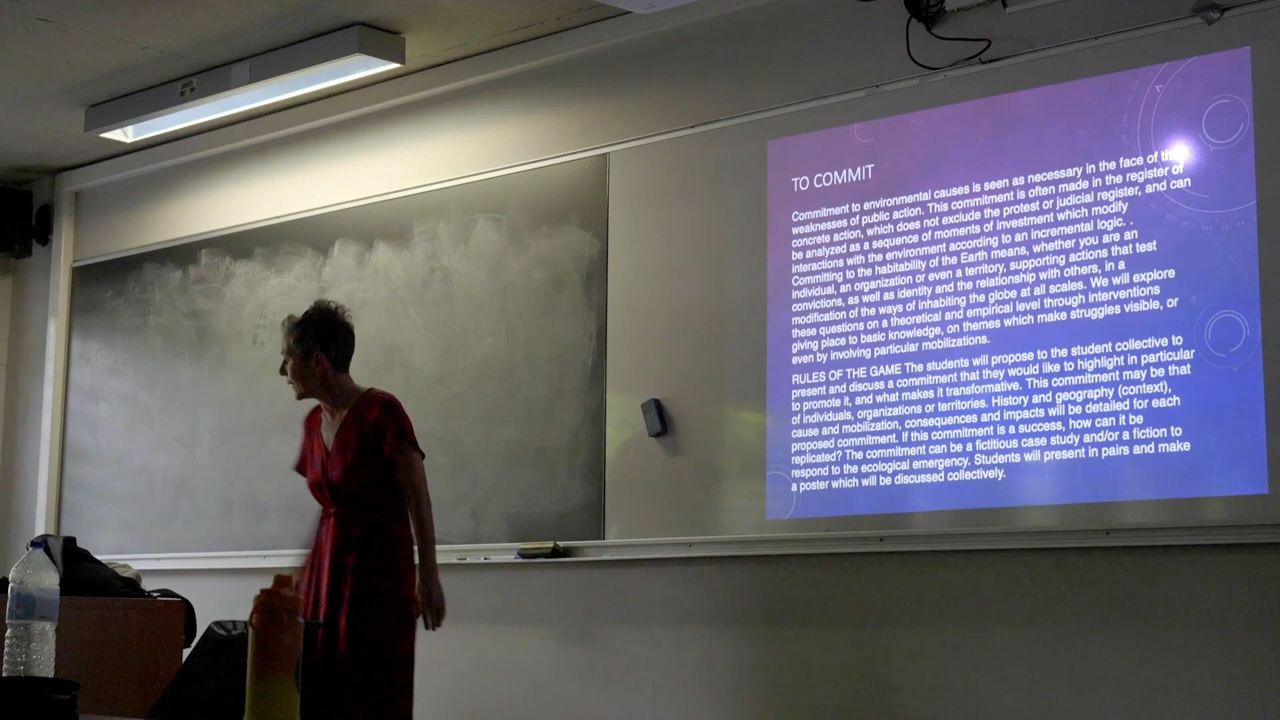 TO COMMIT
Commitment to environmental causes is seen as necessary in the face of the
weaknesses of public action. This commitment is often made in the register of
concrete action, which does not exclude the protest or judicial register, and can
be analyzed as a sequence of moments of investment which modify
interactions with the environment according to an incremental logic. .
Committing to the habitability of the Earth means, whether you are an
individual, an organization or even a territory, supporting actions that test
convictions, as well as identity and the relationship with others, in a
modification of the ways of inhabiting the globe at all scales. We will explore
these questions on a theoretical and empirical level through interventions
giving place to basic knowledge, on themes which make struggles visible, or
even by involving particular mobilizations.
RULES OF THE GAME The students will propose to the student collective to
present and discuss a commitment that they would like to highlight in particular
to promote it, and what makes it transformative. This commitment may be that
of individuals, organizations or territories. History and geography (context),
cause and mobilization, consequences and impacts will be detailed for each
proposed commitment. If this commitment is a success, how can it be
replicated? The commitment can be a fictitious case study and/or a fiction to
respond to the ecological emergency. Students will present in pairs and make
a poster which will be discussed collectively.